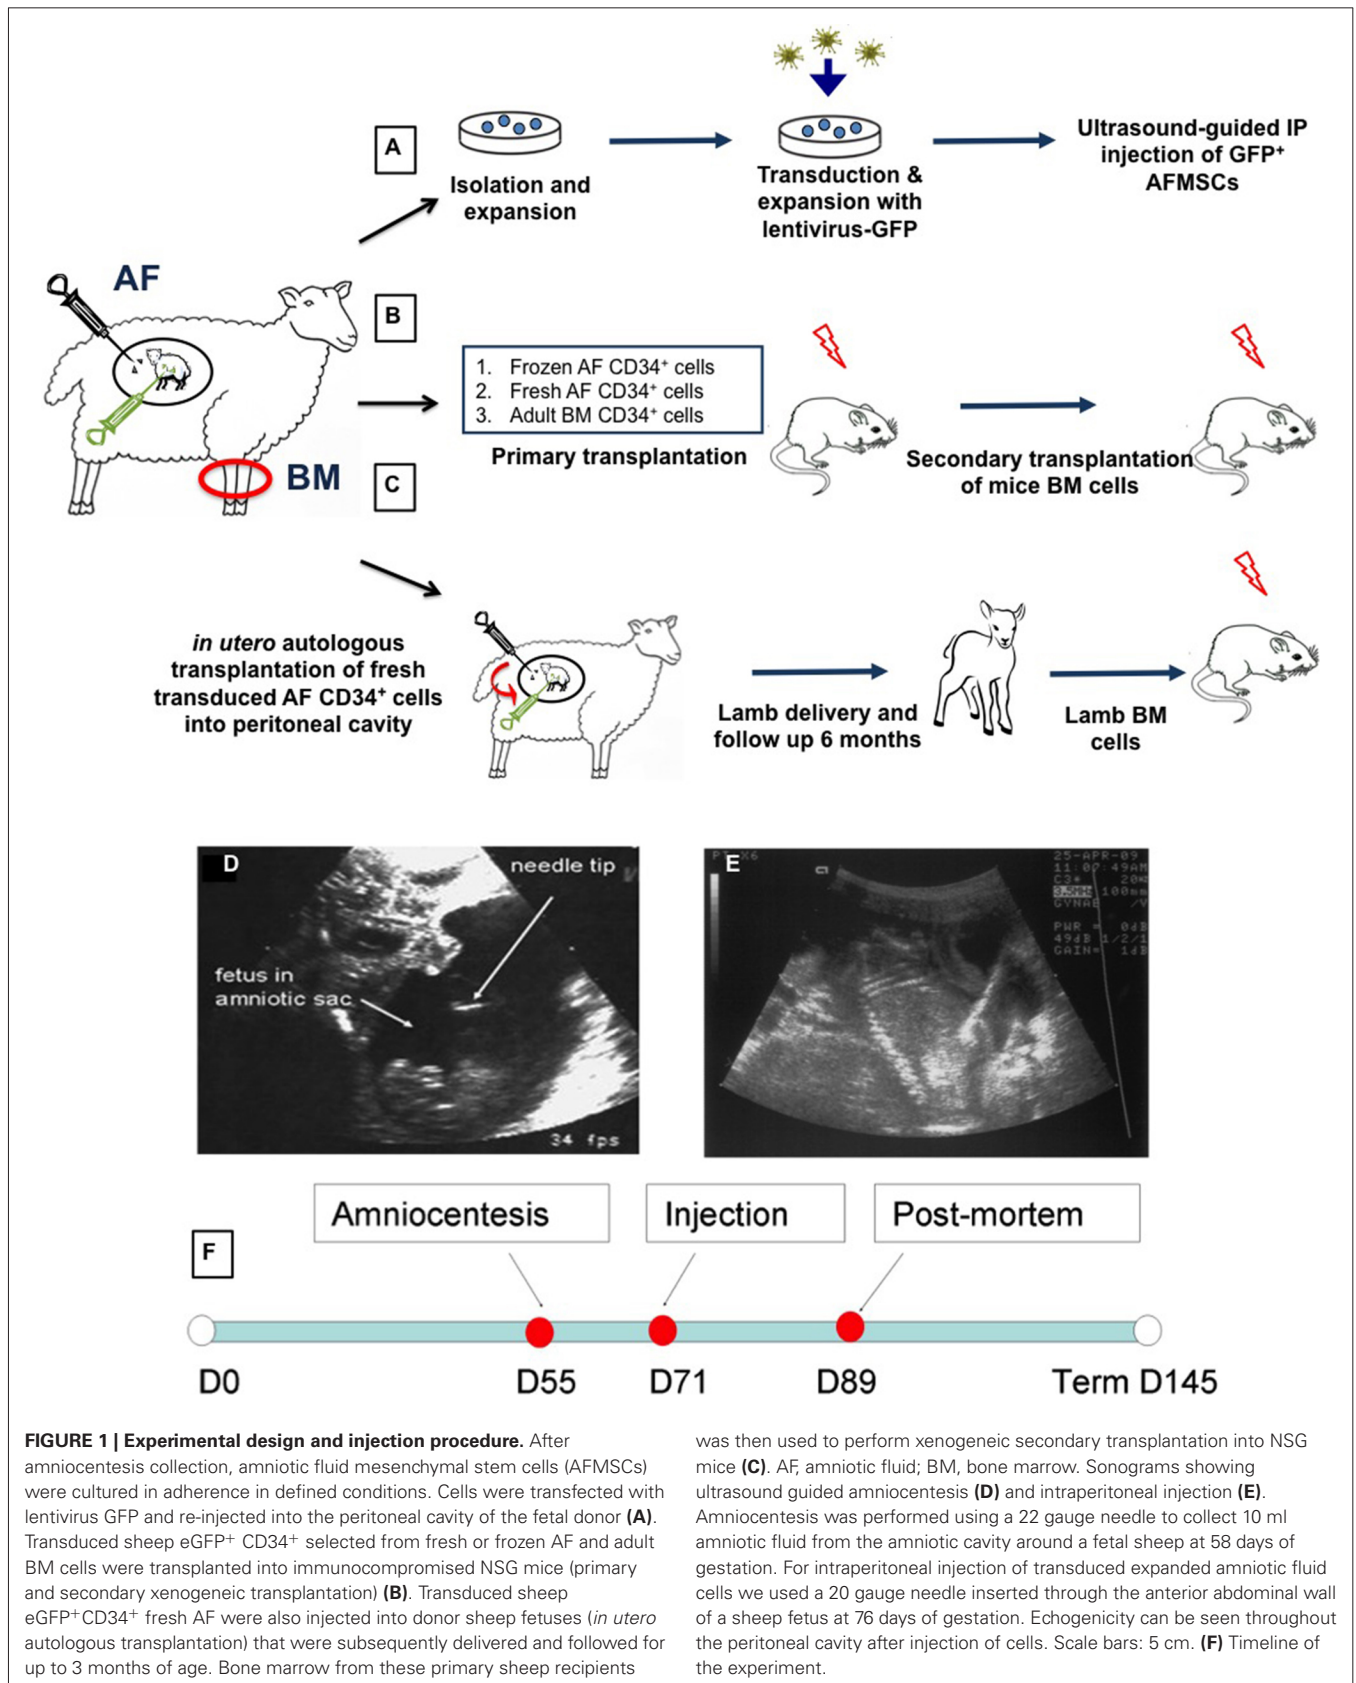 A
Isolation and
expansion
Transduction &
expansion with
lentivirus-GFP
Ultrasound-guided IP
injection of GFP⁺
AFMSCs
AF
BM
B
1. Frozen AF CD34⁺ cells
2. Fresh AF CD34⁺ cells
3. Adult BM CD34⁺ cells
Primary transplantation
Secondary transplantation
of mice BM cells
C
in utero autologous
transplantation of fresh
transduced AF CD34⁺ cells
into peritoneal cavity
Lamb delivery and
follow up 6 months
Lamb BM
cells
D
needle tip
fetus in
amniotic sac
34 fps
E
25-APR-09
11:07:49AM
C3*
100mm
3.5MHz
GYNAE /V
PWR = 0dB
49dB 1/2/1
GAIN= 1dB
Amniocentesis
Injection
Post-mortem
F
D0
D55
D71
D89
Term D145
FIGURE 1 | Experimental design and injection procedure. After
amniocentesis collection, amniotic fluid mesenchymal stem cells (AFMSCs)
were cultured in adherence in defined conditions. Cells were transfected with
lentivirus GFP and re-injected into the peritoneal cavity of the fetal donor (A).
Transduced sheep eGFP⁺ CD34⁺ selected from fresh or frozen AF and adult
BM cells were transplanted into immunocompromised NSG mice (primary
and secondary xenogeneic transplantation) (B). Transduced sheep
eGFP⁺CD34⁺ fresh AF were also injected into donor sheep fetuses (in utero
autologous transplantation) that were subsequently delivered and followed for
up to 3 months of age. Bone marrow from these primary sheep recipients
was then used to perform xenogeneic secondary transplantation into NSG
mice (C). AF, amniotic fluid; BM, bone marrow. Sonograms showing
ultrasound guided amniocentesis (D) and intraperitoneal injection (E).
Amniocentesis was performed using a 22 gauge needle to collect 10 ml
amniotic fluid from the amniotic cavity around a fetal sheep at 58 days of
gestation. For intraperitoneal injection of transduced expanded amniotic fluid
cells we used a 20 gauge needle inserted through the anterior abdominal wall
of a sheep fetus at 76 days of gestation. Echogenicity can be seen throughout
the peritoneal cavity after injection of cells. Scale bars: 5 cm. (F) Timeline of
the experiment.